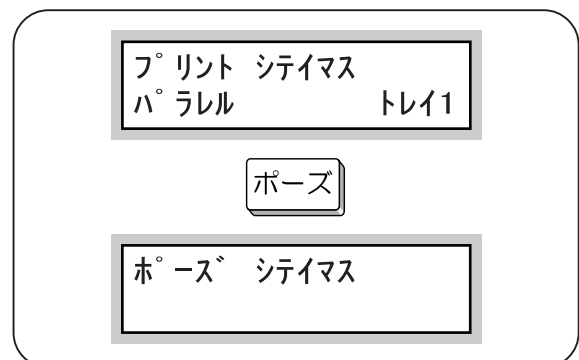 プリント シテイマス
パラレル トレイ1
ポーズ
ポーズ シテイマス